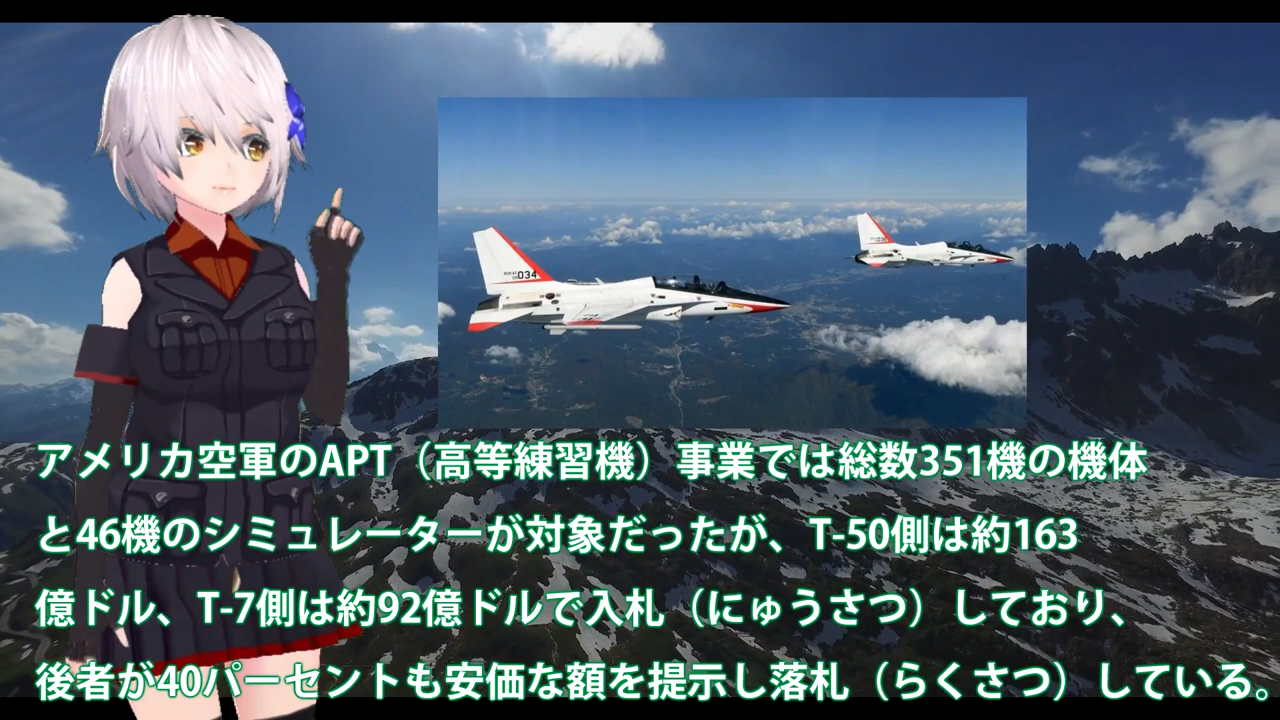 034
アメリカ空軍のAPT（高等練習機）事業では総数351機の機体
と46機のシミュレーターが対象だったが、T-50側は約163
億ドル、T-7側は約92億ドルで入札（にゅうさつ）しており、
後者が40パーセントも安価な額を提示し落札（らくさつ）している。